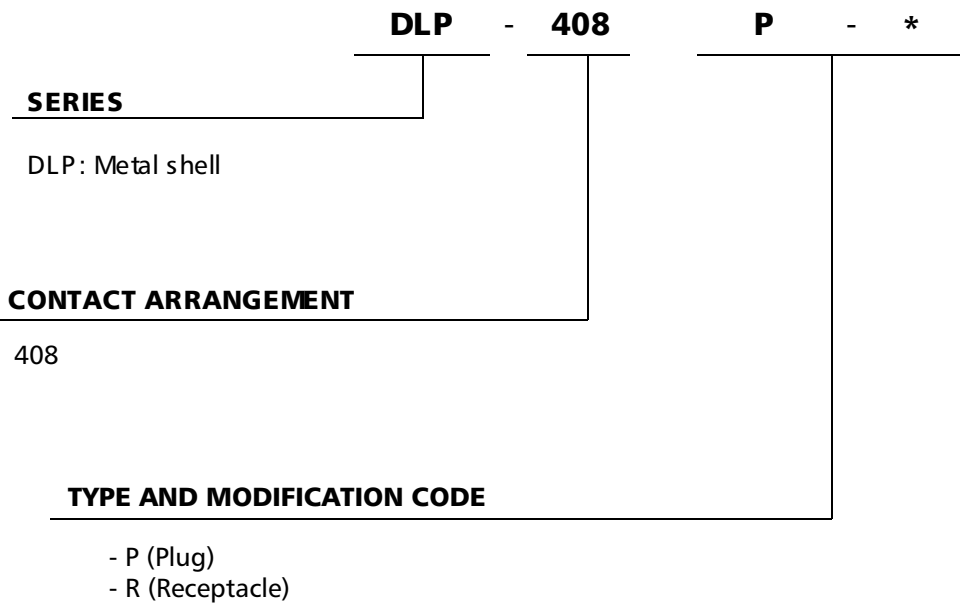 DLP - 408 P - *
SERIES
DLP: Metal shell
CONTACT ARRANGEMENT
408
TYPE AND MODIFICATION CODE
- P (Plug)
- R (Receptacle)